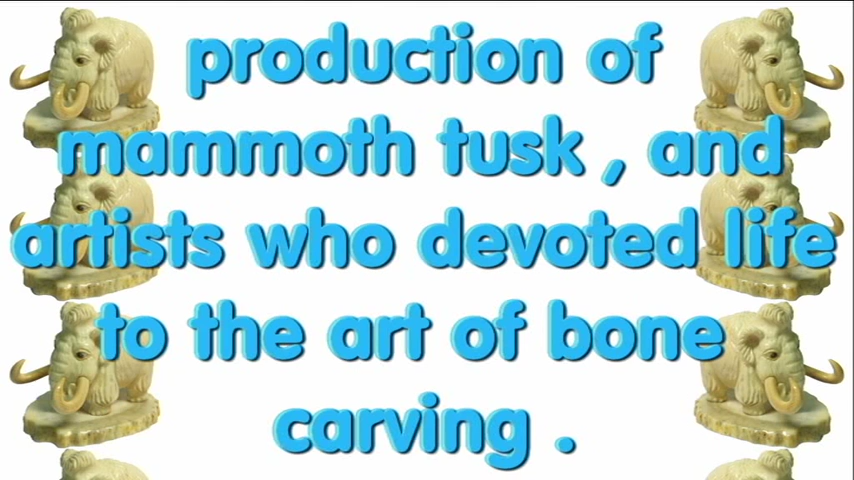 production of
mammoth tusk , and
artists who devoted life
to the art of bone
carving .